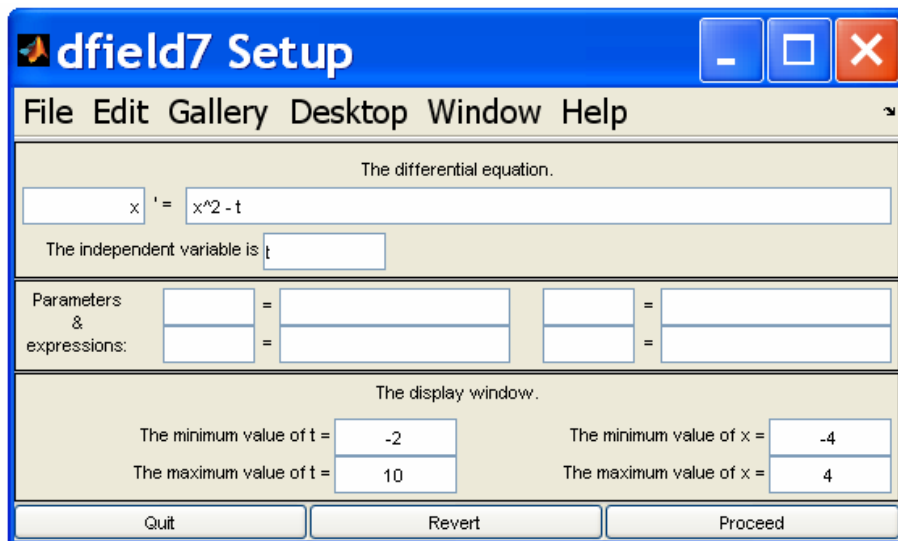 dfield7 Setup
File Edit Gallery Desktop Window Help
The differential equation.
x ' = x^2 - t
The independent variable is t
Parameters = =
&
expressions: = =
The display window.
The minimum value of t = -2 The minimum value of x = -4
The maximum value of t = 10 The maximum value of x = 4
Quit Revert Proceed